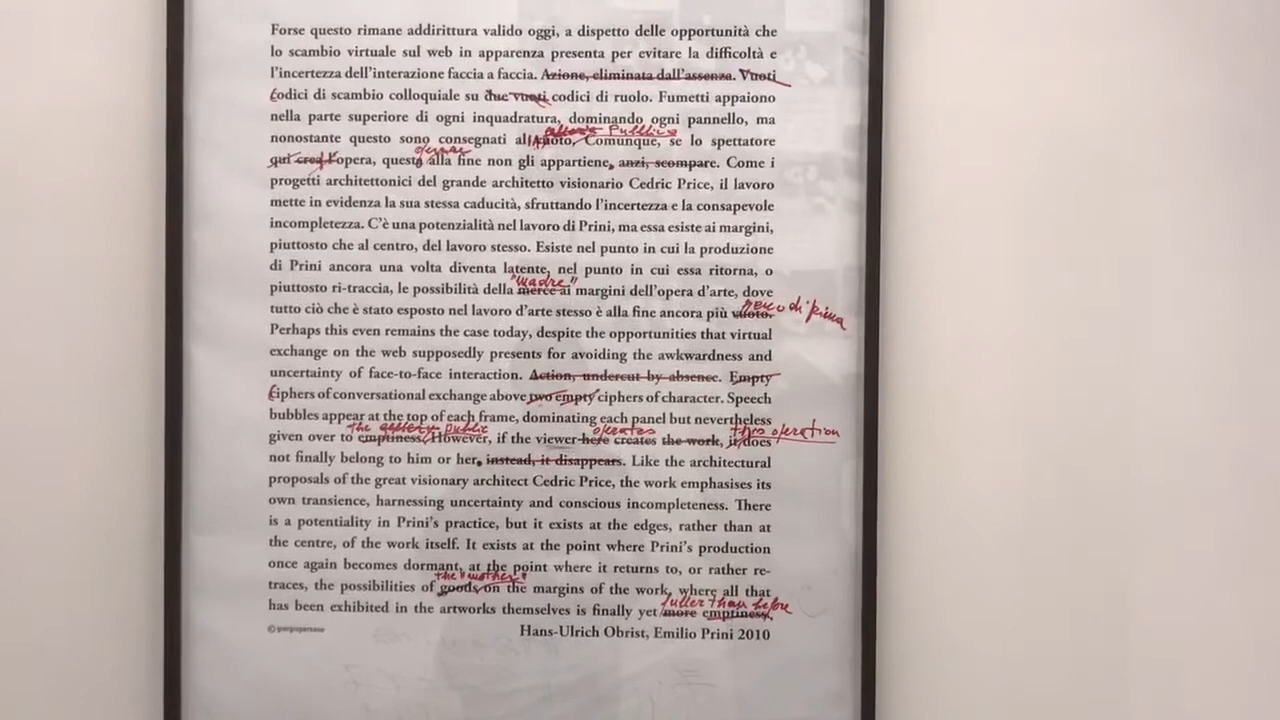 Forse questo rimane addirittura valido oggi, a dispetto delle opportunità che
lo scambio virtuale sul web in apparenza presenta per evitare la difficoltà e
l'incertezza dell'interazione faccia a faccia. Azione, eliminata dall'assenza. Vuoti
codici di scambio colloquiale su due vuoti codici di ruolo. Fumetti appaiono
nella parte superiore di ogni inquadratura, dominando ogni pannello, ma
Pubblico
nonostante questo sono consegnati al vuoto. Comunque, se lo spettatore
qui crea l'opera, questa alla fine non gli appartiene, anzi, scompare. Come i
progetti architettonici del grande architetto visionario Cedric Price, il lavoro
mette in evidenza la sua stessa caducità, sfruttando l'incertezza e la consapevole
incompletezza. C'è una potenzialità nel lavoro di Prini, ma essa esiste ai margini,
piuttosto che al centro, del lavoro stesso. Esiste nel punto in cui la produzione
di Prini ancora una volta diventa latente, nel punto in cui essa ritorna, o
"madre"
piuttosto ri-traccia, le possibilità della merce ai margini dell'opera d'arte, dove
di prima
tutto ciò che è stato esposto nel lavoro d'arte stesso è alla fine ancora più vuoto.
Perhaps this even remains the case today, despite the opportunities that virtual
exchange on the web supposedly presents for avoiding the awkwardness and
uncertainty of face-to-face interaction. Action, undercut by absence. Empty
ciphers of conversational exchange above two empty ciphers of character. Speech
bubbles appear at the top of each frame, dominating each panel but nevertheless
the gallery public operates this operation
given over to emptiness. However, if the viewer here creates the work, it does
not finally belong to him or her, instead, it disappears. Like the architectural
proposals of the great visionary architect Cedric Price, the work emphasises its
own transience, harnessing uncertainty and conscious incompleteness. There
is a potentiality in Prini's practice, but it exists at the edges, rather than at
the centre, of the work itself. It exists at the point where Prini's production
once again becomes dormant, at the point where it returns to, or rather re-
the "mother"
traces, the possibilities of goods on the margins of the work, where all that
fuller than before
has been exhibited in the artworks themselves is finally yet more emptiness.
© giorgiopersano
Hans-Ulrich Obrist, Emilio Prini 2010